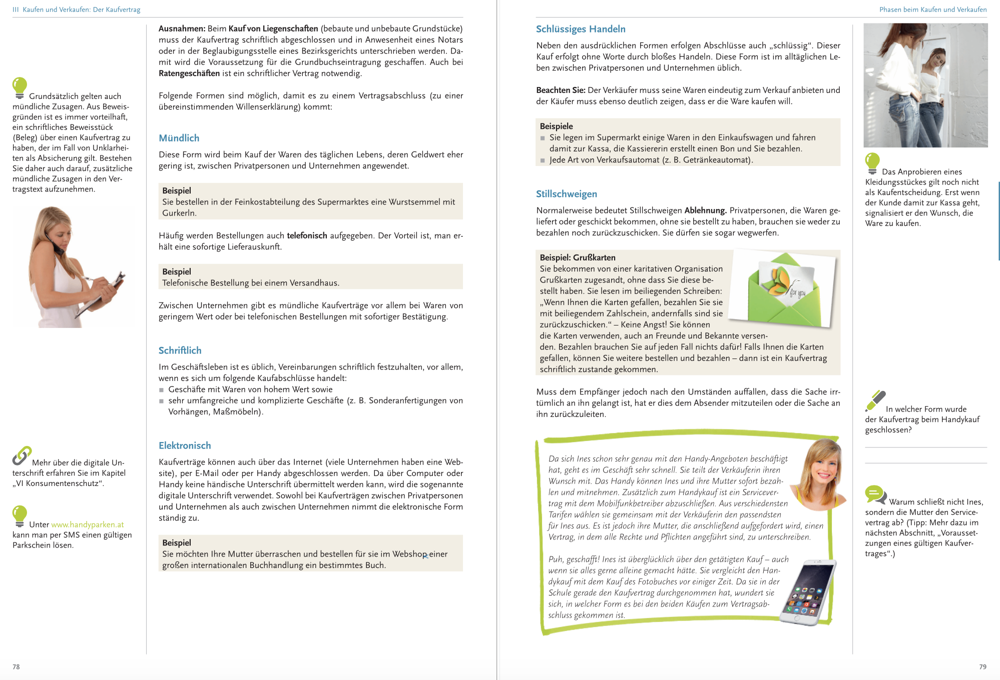 III Kaufen und Verkaufen: Der Kaufvertrag
Grundsätzlich gelten auch
mündliche Zusagen. Aus Beweis-
gründen ist es immer vorteilhaft,
ein schriftliches Beweisstück
(Beleg) über einen Kaufvertrag zu
haben, der im Fall von Unklarhei-
ten als Absicherung gilt. Bestehen
Sie daher auch darauf, zusätzliche
mündliche Zusagen in den Ver-
tragstext aufzunehmen.
Mehr über die digitale Un-
terschrift erfahren Sie im Kapitel
„VI Konsumentenschutz“.
Unter www.handyparken.at
kann man per SMS einen gültigen
Parkschein lösen.
Ausnahmen: Beim Kauf von Liegenschaften (bebaute und unbebaute Grundstücke)
muss der Kaufvertrag schriftlich abgeschlossen und in Anwesenheit eines Notars
oder in der Beglaubigungsstelle eines Bezirksgerichts unterschrieben werden. Da-
mit wird die Voraussetzung für die Grundbuchseintragung geschaffen. Auch bei
Ratengeschäften ist ein schriftlicher Vertrag notwendig.
Folgende Formen sind möglich, damit es zu einem Vertragsabschluss (zu einer
übereinstimmenden Willenserklärung) kommt:
Mündlich
Diese Form wird beim Kauf der Waren des täglichen Lebens, deren Geldwert eher
gering ist, zwischen Privatpersonen und Unternehmen angewendet.
Beispiel
Sie bestellen in der Feinkostabteilung des Supermarktes eine Wurstsemmel mit
Gurkerln.
Häufig werden Bestellungen auch telefonisch aufgegeben. Der Vorteil ist, man er-
hält eine sofortige Lieferauskunft.
Beispiel
Telefonische Bestellung bei einem Versandhaus.
Zwischen Unternehmen gibt es mündliche Kaufverträge vor allem bei Waren von
geringem Wert oder bei telefonischen Bestellungen mit sofortiger Bestätigung.
Schriftlich
Im Geschäftsleben ist es üblich, Vereinbarungen schriftlich festzuhalten, vor allem,
wenn es sich um folgende Kaufabschlüsse handelt:
■ Geschäfte mit Waren von hohem Wert sowie
■ sehr umfangreiche und komplizierte Geschäfte (z. B. Sonderanfertigungen von
Vorhängen, Maßmöbeln).
Elektronisch
Kaufverträge können auch über das Internet (viele Unternehmen haben eine Web-
site), per E-Mail oder per Handy abgeschlossen werden. Da über Computer oder
Handy keine händische Unterschrift übermittelt werden kann, wird die sogenannte
digitale Unterschrift verwendet. Sowohl bei Kaufverträgen zwischen Privatpersonen
und Unternehmen als auch zwischen Unternehmen nimmt die elektronische Form
ständig zu.
Beispiel
Sie möchten Ihre Mutter überraschen und bestellen für sie im Webshop einer
großen internationalen Buchhandlung ein bestimmtes Buch.
78
Phasen beim Kaufen und Verkaufen
Schlüssiges Handeln
Neben den ausdrücklichen Formen erfolgen Abschlüsse auch „schlüssig“. Dieser
Kauf erfolgt ohne Worte durch bloßes Handeln. Diese Form ist im alltäglichen Le-
ben zwischen Privatpersonen und Unternehmen üblich.
Beachten Sie: Der Verkäufer muss seine Waren eindeutig zum Verkauf anbieten und
der Käufer muss ebenso deutlich zeigen, dass er die Ware kaufen will.
Beispiele
■ Sie legen im Supermarkt einige Waren in den Einkaufswagen und fahren
damit zur Kassa, die Kassiererin erstellt einen Bon und Sie bezahlen.
■ Jede Art von Verkaufsautomat (z. B. Getränkeautomat).
Stillschweigen
Normalerweise bedeutet Stillschweigen Ablehnung. Privatpersonen, die Waren ge-
liefert oder geschickt bekommen, ohne sie bestellt zu haben, brauchen sie weder zu
bezahlen noch zurückzuschicken. Sie dürfen sie sogar wegwerfen.
Beispiel: Grußkarten
Sie bekommen von einer karitativen Organisation
Grußkarten zugesandt, ohne dass Sie diese be-
stellt haben. Sie lesen im beiliegenden Schreiben:
„Wenn Ihnen die Karten gefallen, bezahlen Sie sie
mit beiliegendem Zahlschein, andernfalls sind sie
zurückzuschicken.“ – Keine Angst! Sie können
die Karten verwenden, auch an Freunde und Bekannte versen-
den. Bezahlen brauchen Sie auf jeden Fall nichts dafür! Falls Ihnen die Karten
gefallen, können Sie weitere bestellen und bezahlen – dann ist ein Kaufvertrag
schriftlich zustande gekommen.
for you
Muss dem Empfänger jedoch nach den Umständen auffallen, dass die Sache irr-
tümlich an ihn gelangt ist, hat er dies dem Absender mitzuteilen oder die Sache an
ihn zurückzuleiten.
Da sich Ines schon sehr genau mit den Handy-Angeboten beschäftigt
hat, geht es im Geschäft sehr schnell. Sie teilt der Verkäuferin ihren
Wunsch mit. Das Handy können Ines und ihre Mutter sofort bezah-
len und mitnehmen. Zusätzlich zum Handykauf ist ein Servicever-
trag mit dem Mobilfunkbetreiber abzuschließen. Aus verschiedensten
Tarifen wählen sie gemeinsam mit der Verkäuferin den passendsten
für Ines aus. Es ist jedoch ihre Mutter, die anschließend aufgefordert wird, einen
Vertrag, in dem alle Rechte und Pflichten angeführt sind, zu unterschreiben.
Puh, geschafft! Ines ist überglücklich über den getätigten Kauf – auch
wenn sie alles gerne alleine gemacht hätte. Sie vergleicht den Han-
dykauf mit dem Kauf des Fotobuches vor einiger Zeit. Da sie in der
Schule gerade den Kaufvertrag durchgenommen hat, wundert sie
sich, in welcher Form es bei den beiden Käufen zum Vertragsab-
schluss gekommen ist.
Das Anprobieren eines
Kleidungsstückes gilt noch nicht
als Kaufentscheidung. Erst wenn
der Kunde damit zur Kassa geht,
signalisiert er den Wunsch, die
Ware zu kaufen.
In welcher Form wurde
der Kaufvertrag beim Handykauf
geschlossen?
Warum schließt nicht Ines,
sondern die Mutter den Service-
vertrag ab? (Tipp: Mehr dazu im
nächsten Abschnitt, „Vorausset-
zungen eines gültigen Kaufver-
trages“.)
79